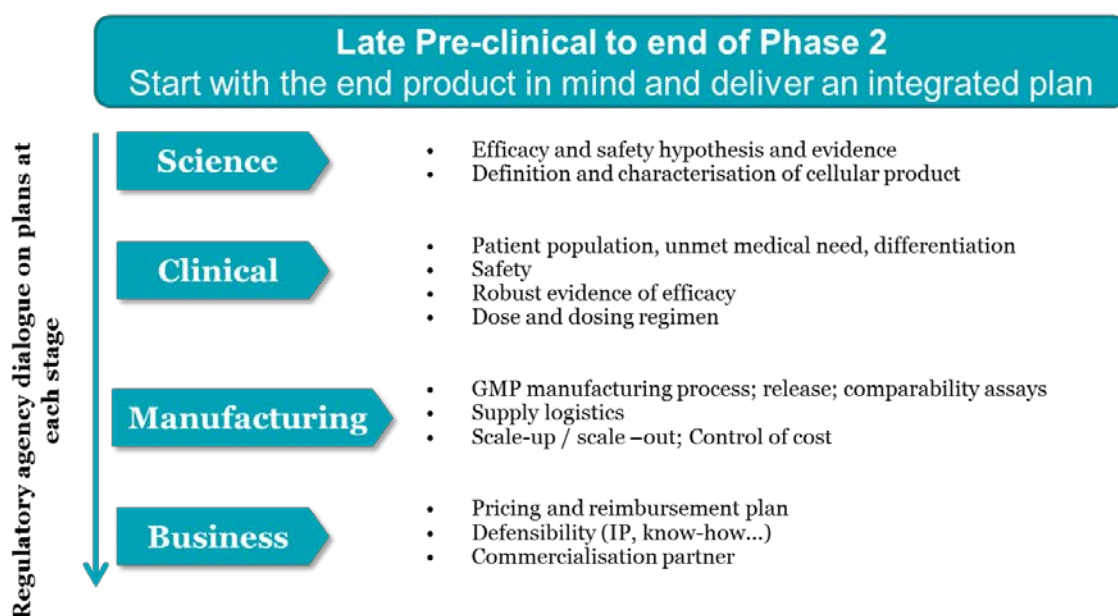 Late Pre-clinical to end of Phase 2
Start with the end product in mind and deliver an integrated plan
Regulatory agency dialogue on plans at
each stage
Science
• Efficacy and safety hypothesis and evidence
• Definition and characterisation of cellular product
Clinical
• Patient population, unmet medical need, differentiation
• Safety
• Robust evidence of efficacy
• Dose and dosing regimen
Manufacturing
• GMP manufacturing process; release; comparability assays
• Supply logistics
• Scale-up / scale –out; Control of cost
Business
• Pricing and reimbursement plan
• Defensibility (IP, know-how...)
• Commercialisation partner